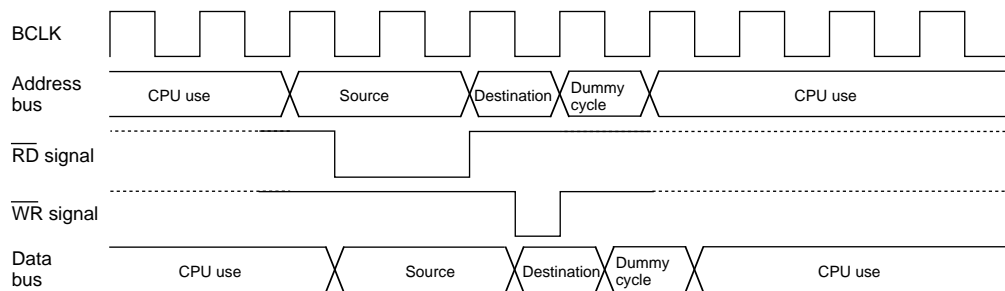 BCLK
Address
bus
CPU use
Source
Destination
Dummy
cycle
CPU use
RD signal
WR signal
Data
bus
CPU use
Source
Destination
Dummy
cycle
CPU use